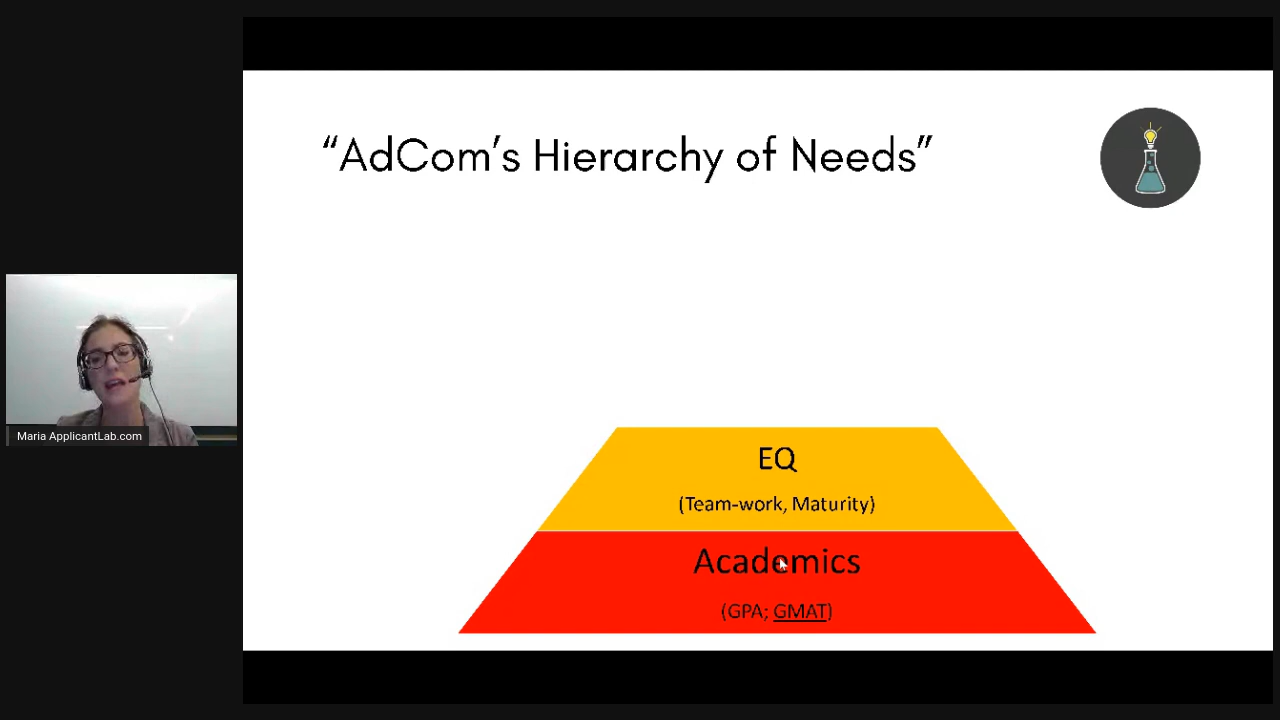 “AdCom’s Hierarchy of Needs”
EQ
(Team-work, Maturity)
Academics
(GPA; GMAT)
Maria ApplicantLab.com